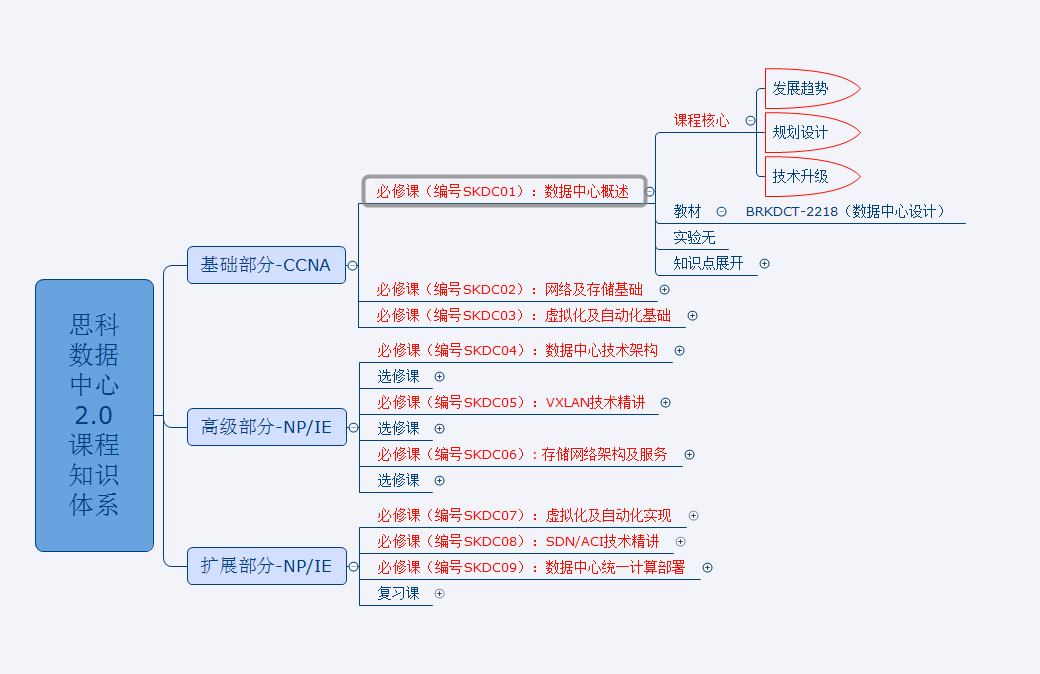 思科
数据
中心
2.0
课程
知识
体系
基础部分-CCNA
必修课（编号SKDC01）：数据中心概述
课程核心
发展趋势
规划设计
技术升级
教材
BRKDCT-2218（数据中心设计）
实验无
知识点展开
必修课（编号SKDC02）：网络及存储基础
必修课（编号SKDC03）：虚拟化及自动化基础
高级部分-NP/IE
必修课（编号SKDC04）：数据中心技术架构
选修课
必修课（编号SKDC05）：VXLAN技术精讲
选修课
必修课（编号SKDC06）: 存储网络架构及服务
选修课
扩展部分-NP/IE
必修课（编号SKDC07）：虚拟化及自动化实现
必修课（编号SKDC08）：SDN/ACI技术精讲
必修课（编号SKDC09）：数据中心统一计算部署
复习课